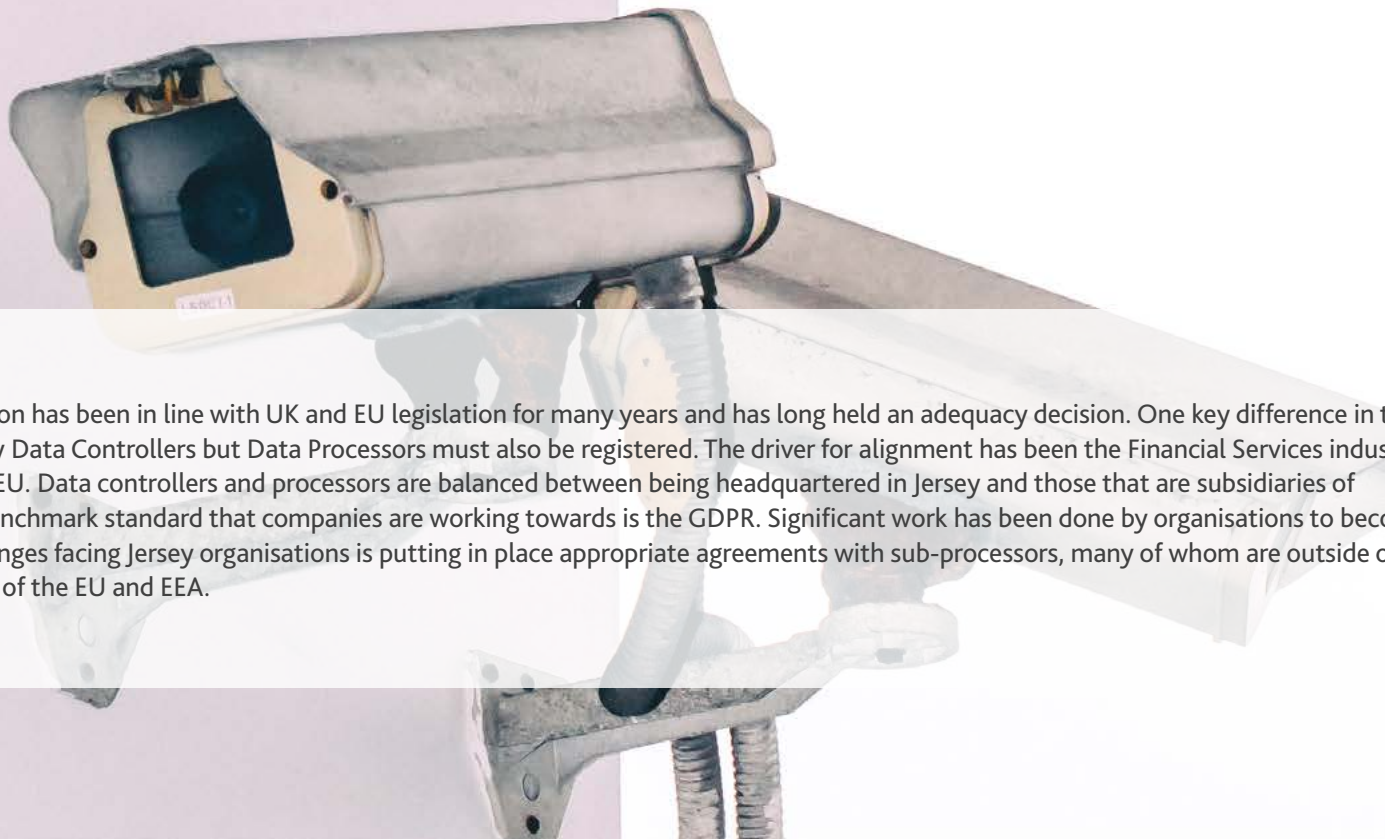 on has been in line with UK and EU legislation for many years and has long held an adequacy decision. One key difference in t
y Data Controllers but Data Processors must also be registered. The driver for alignment has been the Financial Services indus
EU. Data controllers and processors are balanced between being headquartered in Jersey and those that are subsidiaries of
nchmark standard that companies are working towards is the GDPR. Significant work has been done by organisations to beco
nges facing Jersey organisations is putting in place appropriate agreements with sub-processors, many of whom are outside o
of the EU and EEA.